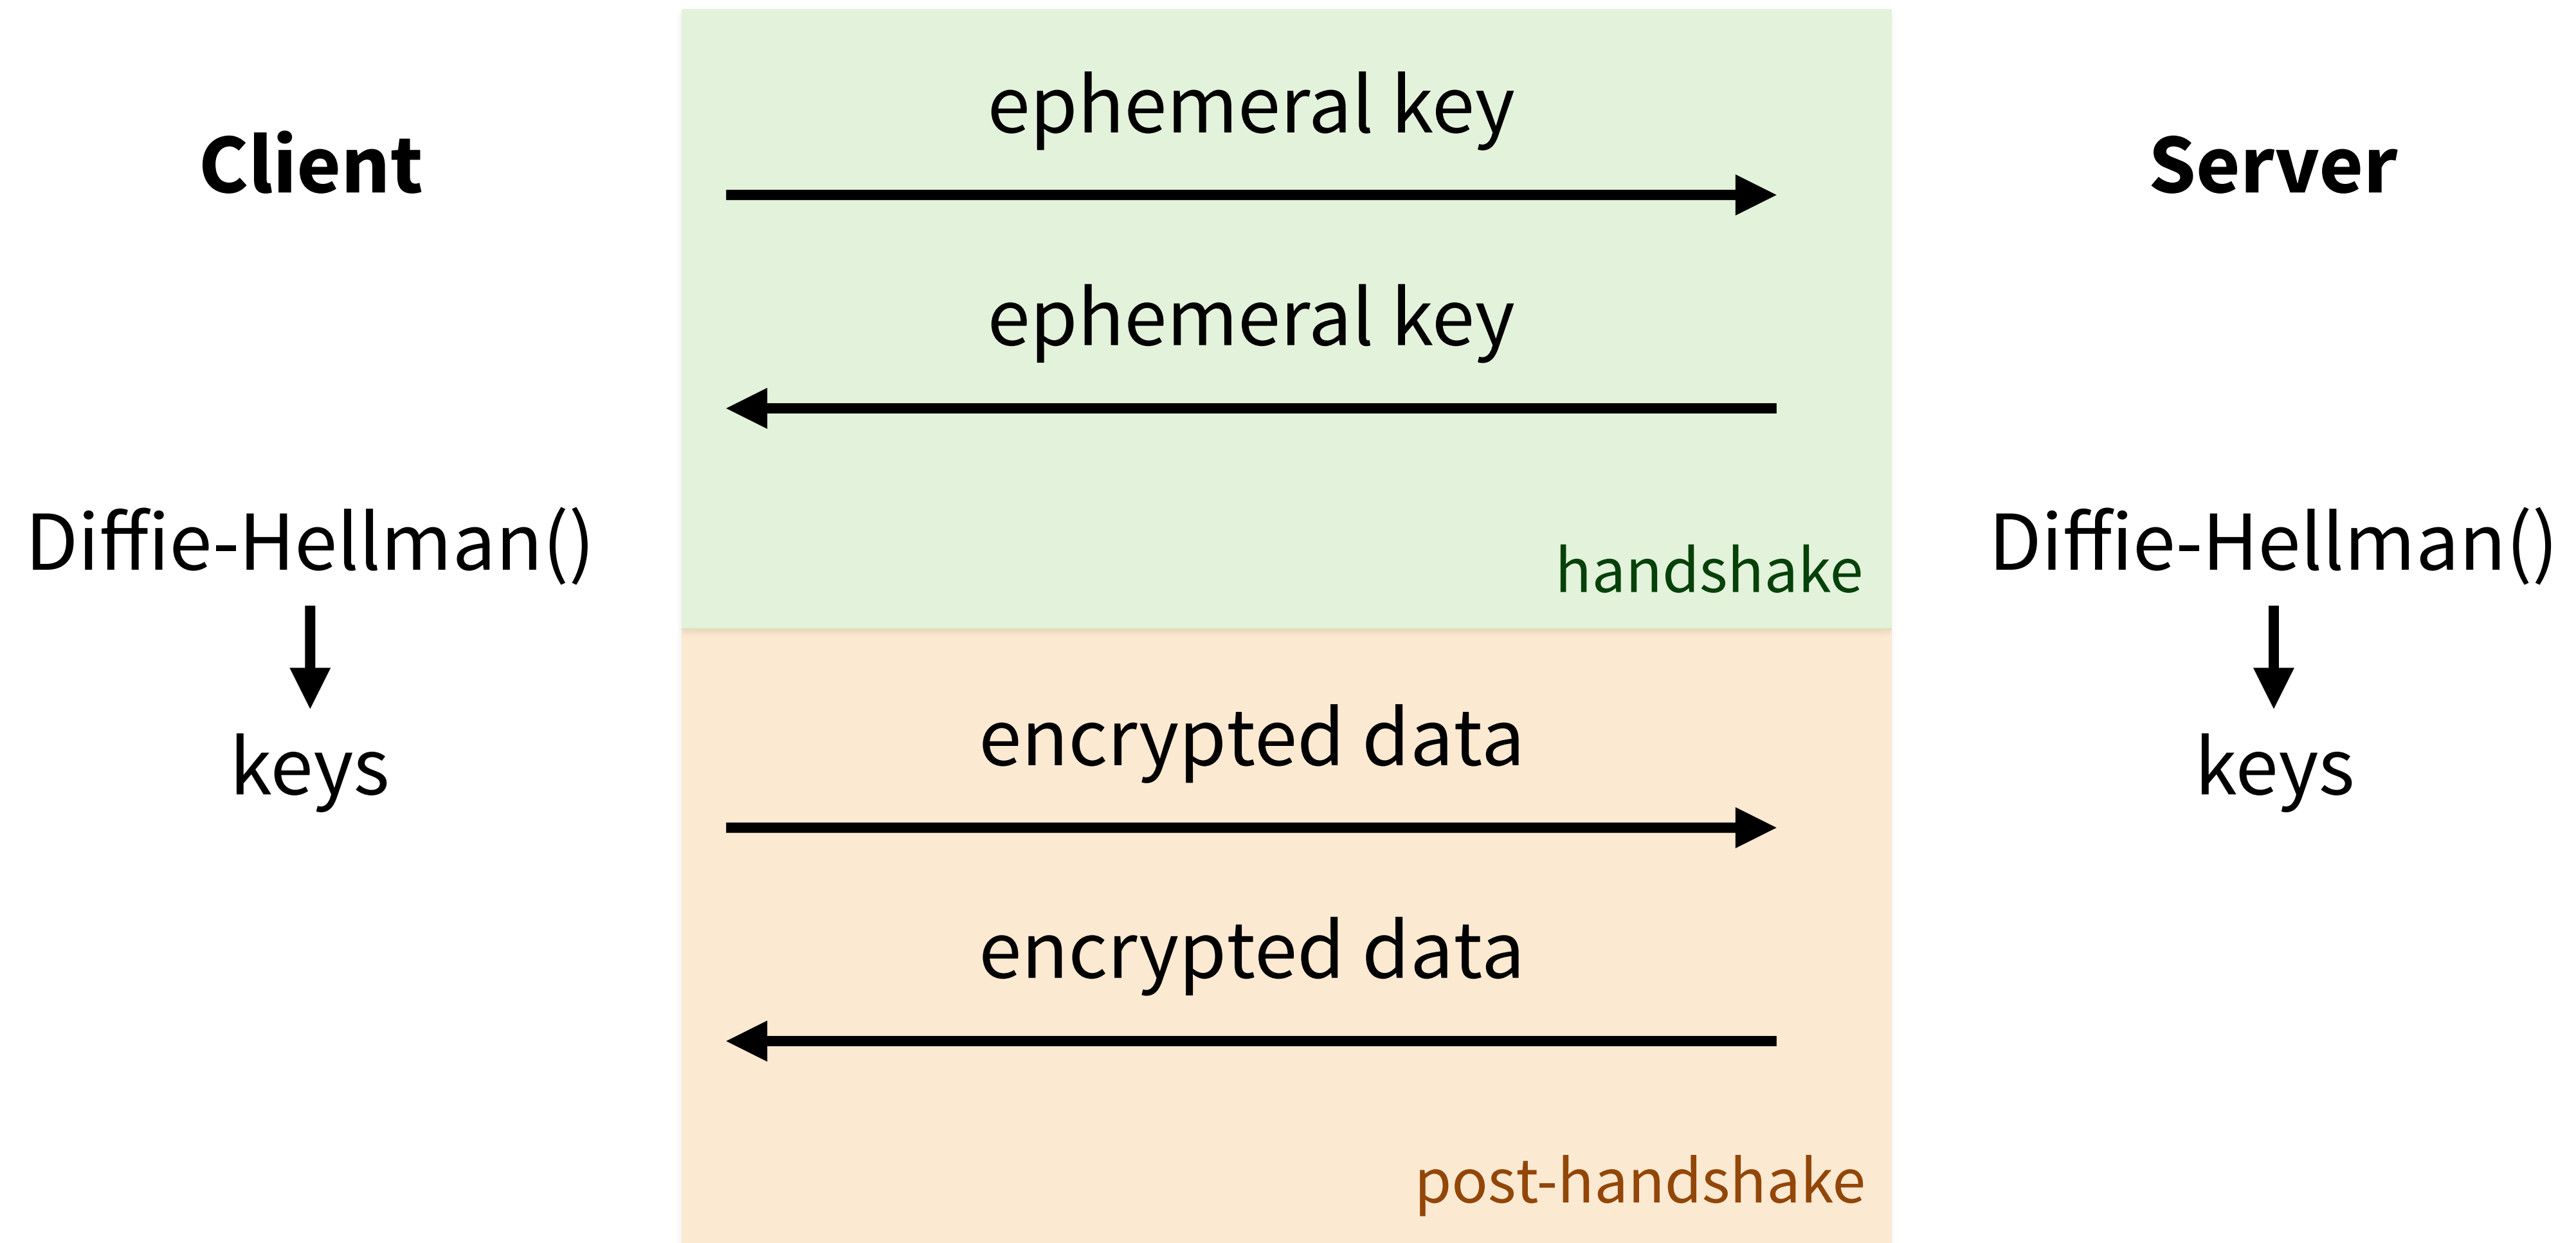 Client
ephemeral key
Server
ephemeral key
Diffie-Hellman()
Diffie-Hellman()
handshake
keys
keys
encrypted data
encrypted data
post-handshake